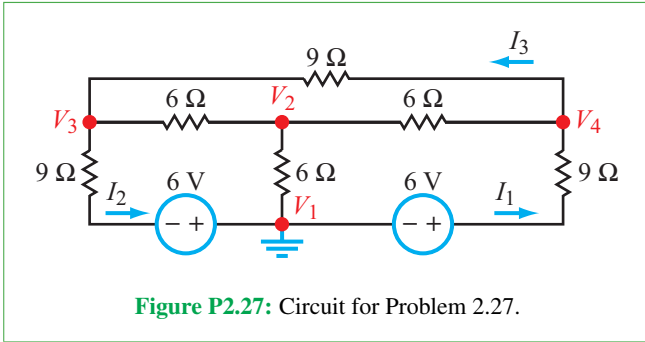 9 Ω
I3
6 Ω
V2
6 Ω
V3
V4
9 Ω
I2
6 V
6 Ω
V1
6 V
I1
9 Ω
− +
− +
Figure P2.27: Circuit for Problem 2.27.